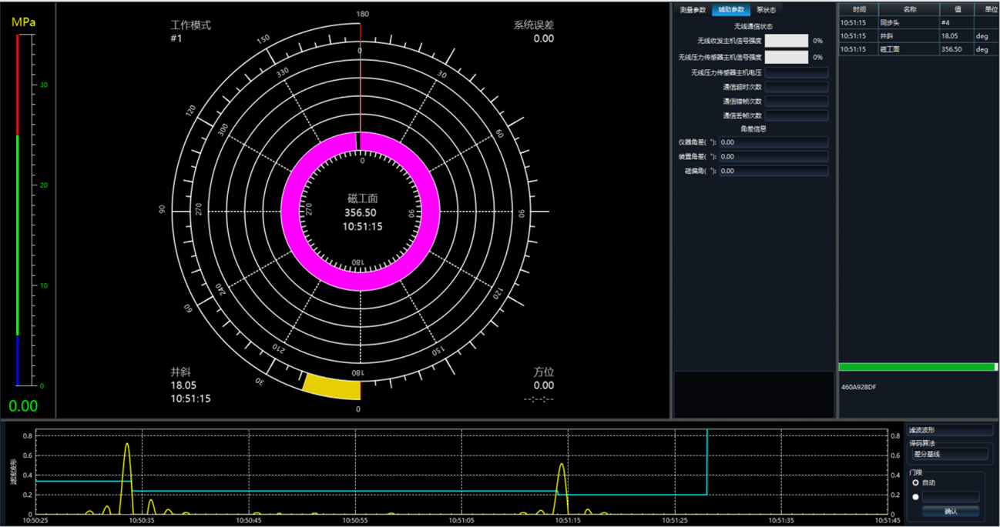 MPa
30
20
10
0
0.00
工作模式
#1
系统误差
0.00
180
150
120
90
60
30
0
0
30
60
90
120
150
180
210
240
270
300
330
0
90
180
270
磁工面
356.50
10:51:15
井斜
18.05
10:51:15
方位
0.00
--:--:--
测量参数 辅助参数 泵状态
无线通信状态
无线收发主机信号强度 0%
无线压力传感器主机信号强度 0%
无线压力传感器主机电压
通信超时次数
通信错帧次数
通信丢帧次数
角差信息
仪器角差( °): 0.00
装置角差( °): 0.00
磁偏角( °): 0.00
时间 名称 值 单位
10:51:15 同步头 #4
10:51:15 井斜 18.05 deg
10:51:15 磁工面 356.50 deg
460A928DF
滤波波形
0.8
0.6
0.4
0.2
0
0.8
0.6
0.4
0.2
0
10:50:25 10:50:35 10:50:45 10:50:55 10:51:05 10:51:15 10:51:25 10:51:35 10:51:45
滤波波形
译码算法
差分基线
门限
自动
确认